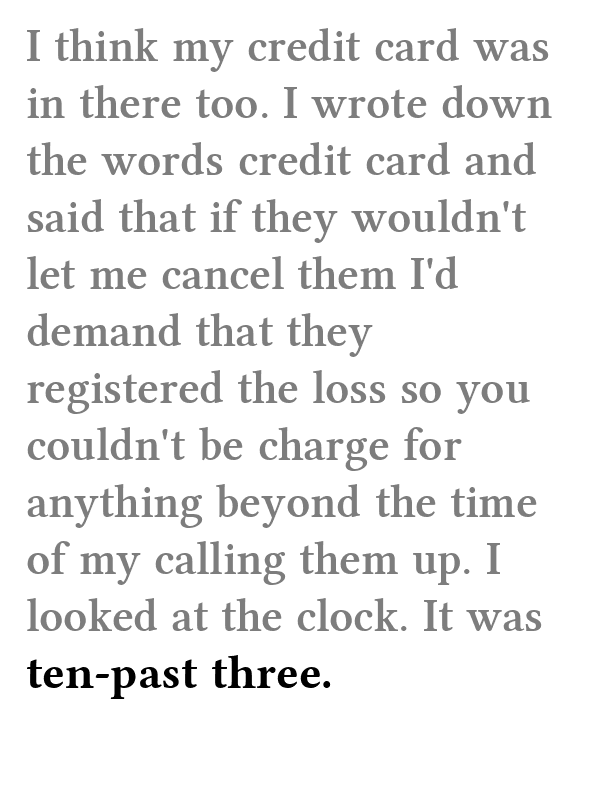 I think my credit card was
in there too. I wrote down
the words credit card and
said that if they wouldn't
let me cancel them I'd
demand that they
registered the loss so you
couldn't be charge for
anything beyond the time
of my calling them up. I
looked at the clock. It was
ten-past three.